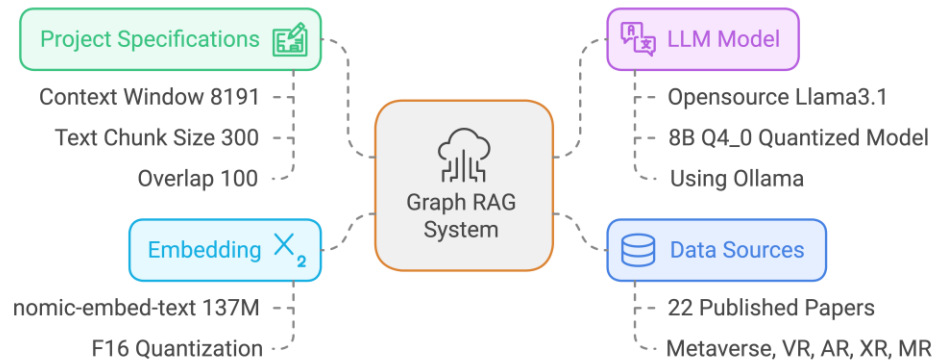 Project Specifications
Context Window 8191
Text Chunk Size 300
Overlap 100
Embedding X2
nomic-embed-text 137M
F16 Quantization
Graph RAG
System
LLM Model
Opensource Llama3.1
8B Q4_0 Quantized Model
Using Ollama
Data Sources
22 Published Papers
Metaverse, VR, AR, XR, MR